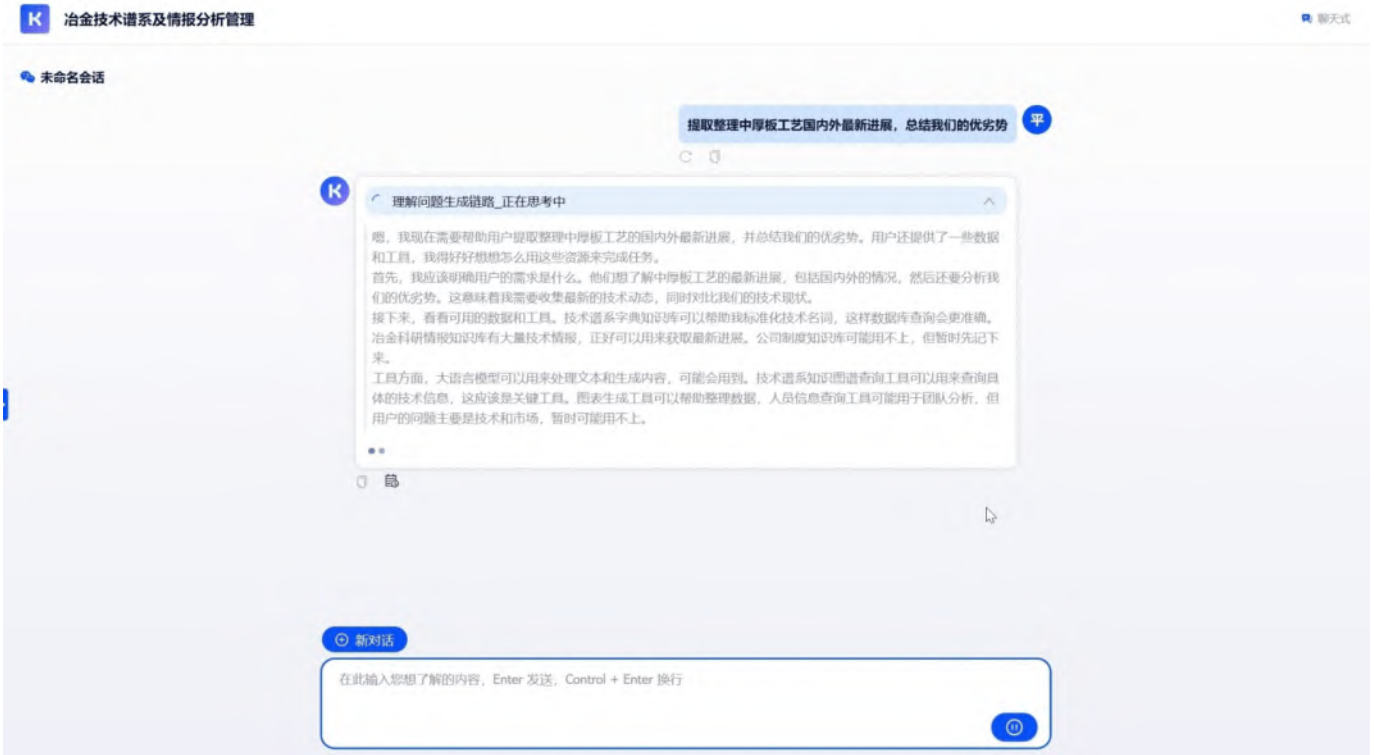 K 冶金技术谱系及情报分析管理
聊天式
未命名会话
提取整理中厚板工艺国内外最新进展，总结我们的优劣势
平
K
理解问题生成链路_正在思考中
嗯，我现在需要帮助用户提取整理中厚板工艺的国内外最新进展，并总结我们的优劣势。用户还提供了一些数据
和工具，我得好好想想怎么用这些资源来完成任务。
首先，我应该明确用户的需求是什么。他们想了解中厚板工艺的最新进展，包括国内外的情况，然后还要分析我
们的优劣势。这意味着我需要收集最新的技术动态，同时对比我们的技术现状。
接下来，看看可用的数据和工具。技术谱系字典知识库可以帮助我标准化技术名词，这样数据库查询会更准确。
冶金科研情报知识库有大量技术情报，正好可以用来获取最新进展。公司制度知识库可能用不上，但暂时先记下
来。
工具方面，大语言模型可以用来处理文本和生成内容，可能会用到。技术谱系知识图谱查询工具可以用来查询具
体的技术信息，这应该是关键工具。图表生成工具可以帮助整理数据，人员信息查询工具可能用于团队分析，但
用户的问题主要是技术和市场，暂时可能用不上。
新对话
在此输入您想了解的内容，Enter 发送，Control + Enter 换行